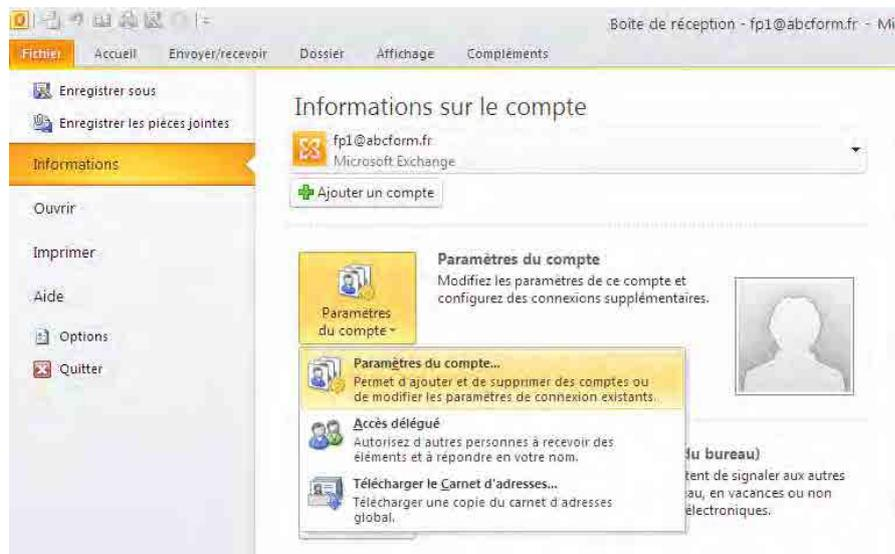 Boîte de réception - fp1@abcform.fr - Mi
Fichier Accueil Envoyer/recevoir Dossier Affichage Compléments
Enregistrer sous
Enregistrer les pièces jointes
Informations
Ouvrir
Imprimer
Aide
Options
Quitter
Informations sur le compte
fp1@abcform.fr
Microsoft Exchange
Ajouter un compte
Paramètres
du compte
Paramètres du compte
Modifiez les paramètres de ce compte et
configurez des connexions supplémentaires.
Paramètres du compte...
Permet d'ajouter et de supprimer des comptes ou
de modifier les paramètres de connexion existants.
Accès délégué
Autorisez d'autres personnes à recevoir des
éléments et à répondre en votre nom.
Télécharger le Carnet d'adresses...
Télécharger une copie du carnet d'adresses
global.
du bureau)
tent de signaler aux autres
au, en vacances ou non
électroniques.